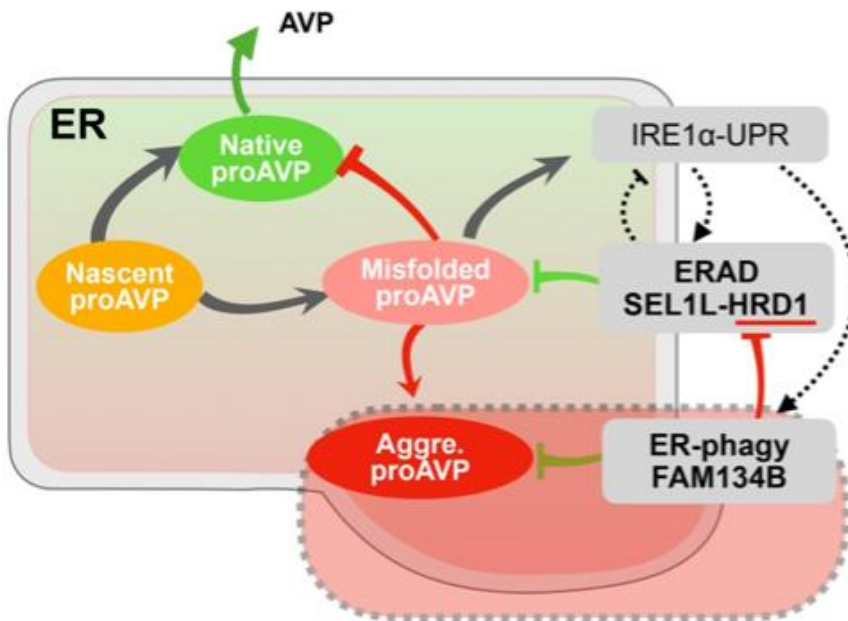 AVP
ER
Native
proAVP
IRE1α-UPR
Nascent
proAVP
Misfolded
proAVP
ERAD
SEL1L-HRD1
Aggre.
proAVP
ER-phagy
FAM134B